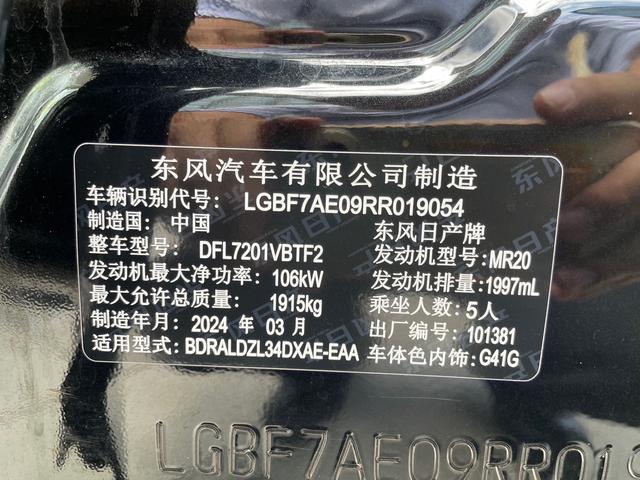 东风汽车有限公司制造
车辆识别代号: LGBF7AE09RR019054
制造国: 中国 东风日产牌
整车型号: DFL7201VBTF2 发动机型号: MR20
发动机最大净功率: 106kW 发动机排量: 1997mL
最大允许总质量: 1915kg 乘坐人数: 5人
制造年月: 2024 年 03 月 出厂编号: 101381
适用型式: BDRALDZL34DXAE-EAA 车体色内饰: G41G
LGBF7AE09RR019